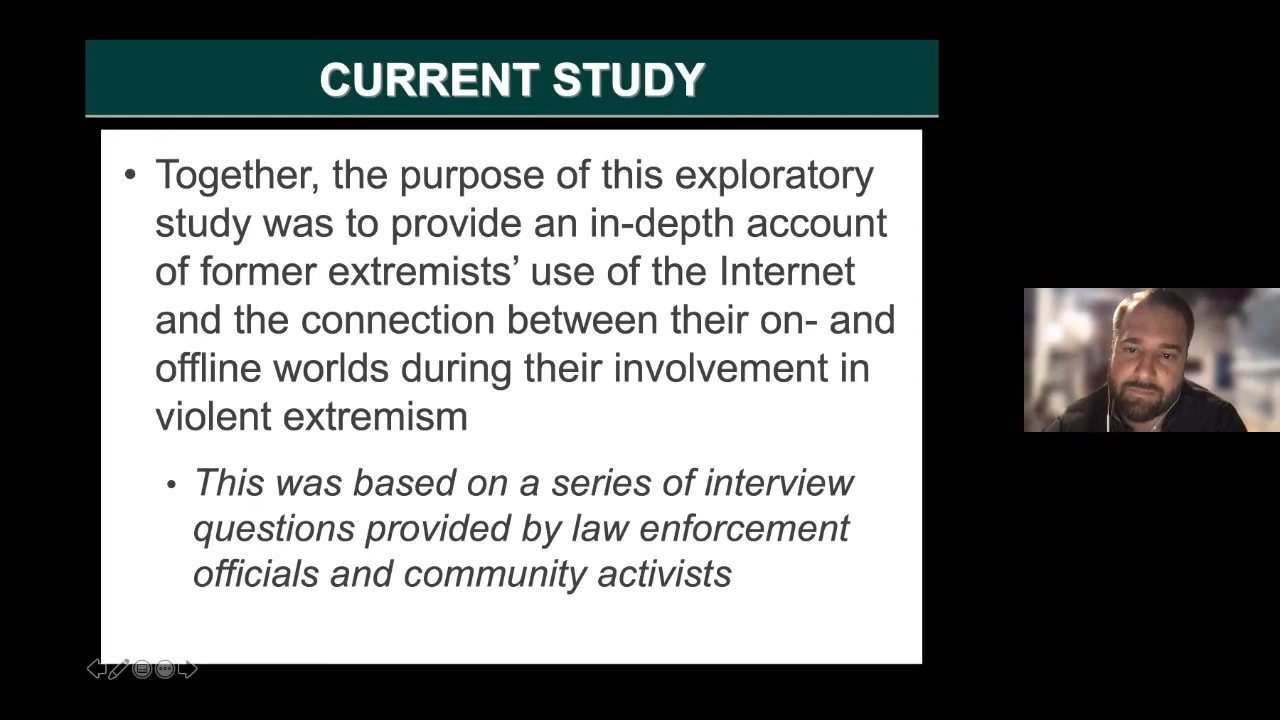 CURRENT STUDY
• Together, the purpose of this exploratory
study was to provide an in-depth account
of former extremists’ use of the Internet
and the connection between their on- and
offline worlds during their involvement in
violent extremism
• This was based on a series of interview
questions provided by law enforcement
officials and community activists